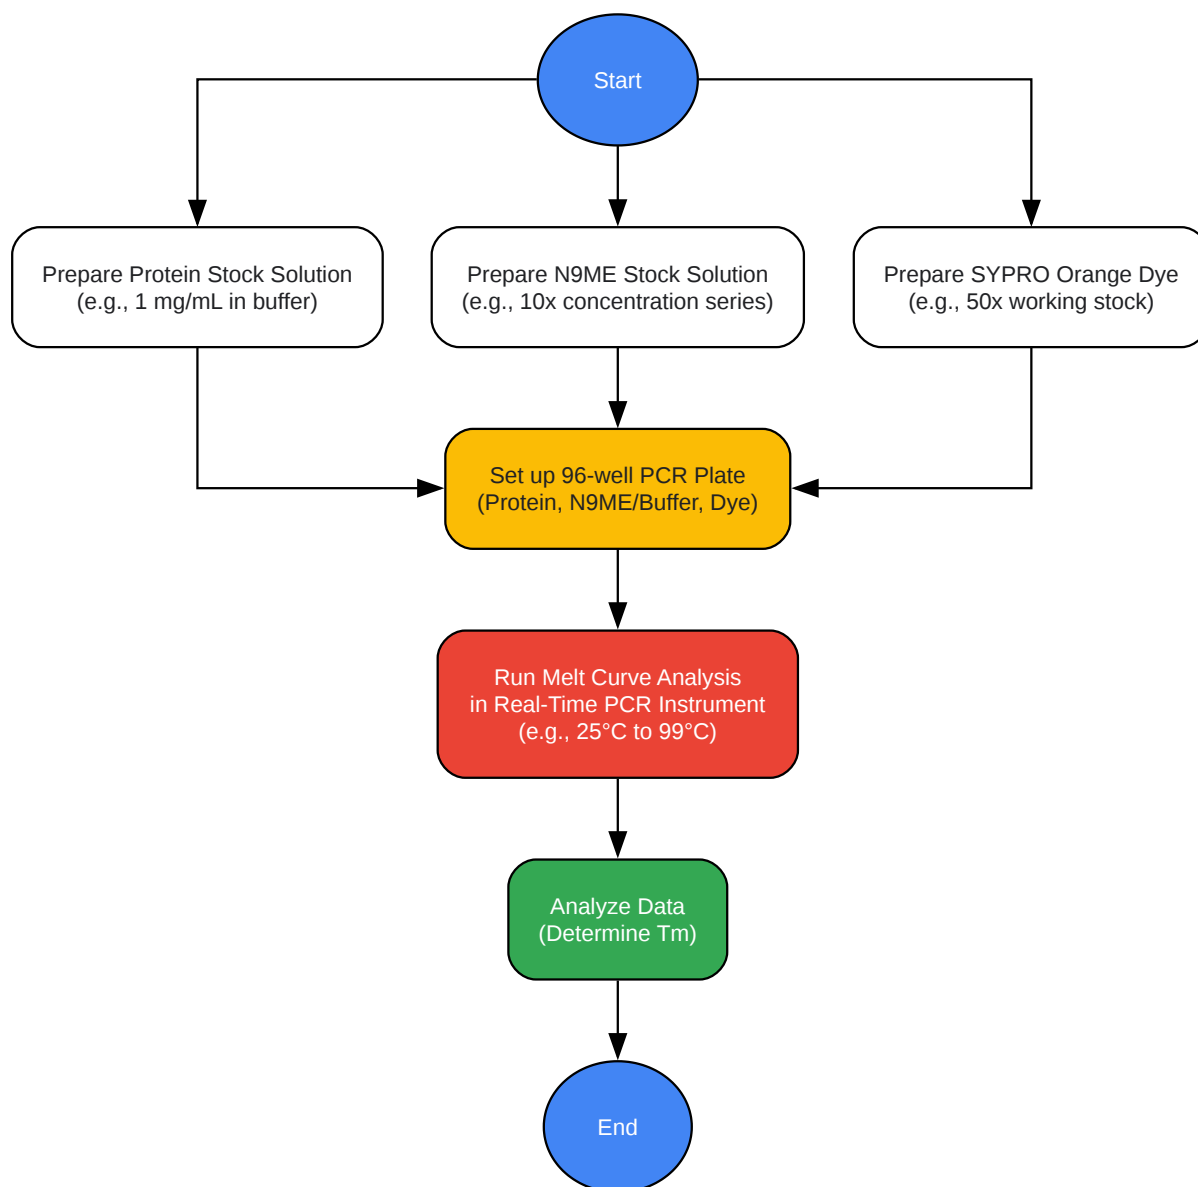 Start
Prepare Protein Stock Solution
(e.g., 1 mg/mL in buffer)
Prepare N9ME Stock Solution
(e.g., 10x concentration series)
Prepare SYPRO Orange Dye
(e.g., 50x working stock)
Set up 96-well PCR Plate
(Protein, N9ME/Buffer, Dye)
Run Melt Curve Analysis
in Real-Time PCR Instrument
(e.g., 25°C to 99°C)
Analyze Data
(Determine Tm)
End